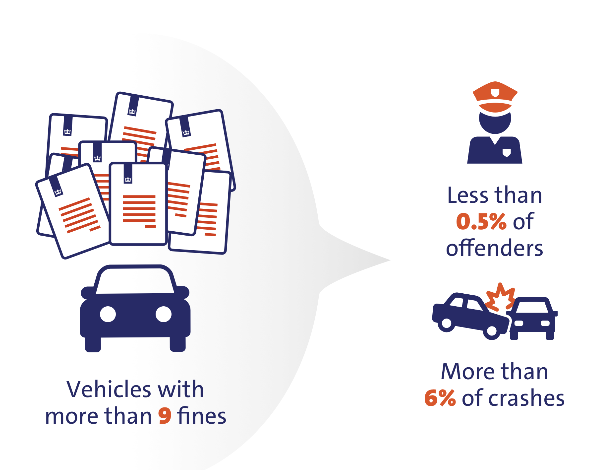 Vehicles with
more than 9 fines
Less than
0.5% of
offenders
More than
6% of crashes